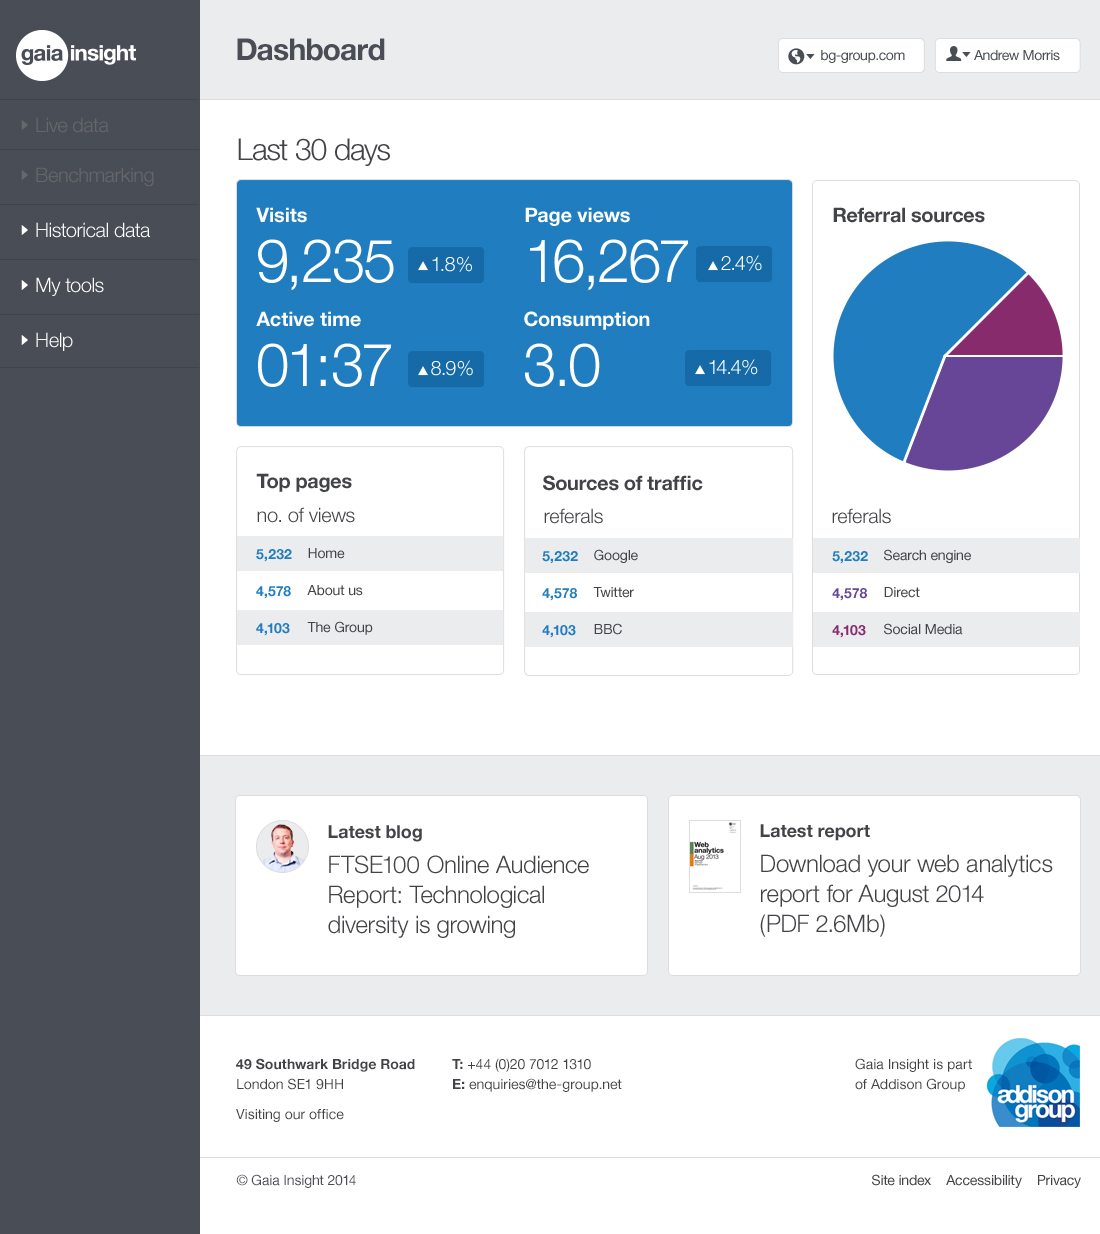 gaia insight
Live data
Benchmarking
Historical data
My tools
Help
Dashboard
bg-group.com
Andrew Morris
Last 30 days
Visits
9,235
1.8%
Page views
16,267
2.4%
Active time
01:37
8.9%
Consumption
3.0
14.4%
Referral sources
referals
5,232 Search engine
4,578 Direct
4,103 Social Media
Top pages
no. of views
5,232 Home
4,578 About us
4,103 The Group
Sources of traffic
referals
5,232 Google
4,578 Twitter
4,103 BBC
Latest blog
FTSE100 Online Audience
Report: Technological
diversity is growing
Web
analytics
Aug 2013
Latest report
Download your web analytics
report for August 2014
(PDF 2.6Mb)
49 Southwark Bridge Road
London SE1 9HH
Visiting our office
T: +44 (0)20 7012 1310
E: enquiries@the-group.net
Gaia Insight is part
of Addison Group
addison
group
© Gaia Insight 2014
Site index Accessibility Privacy